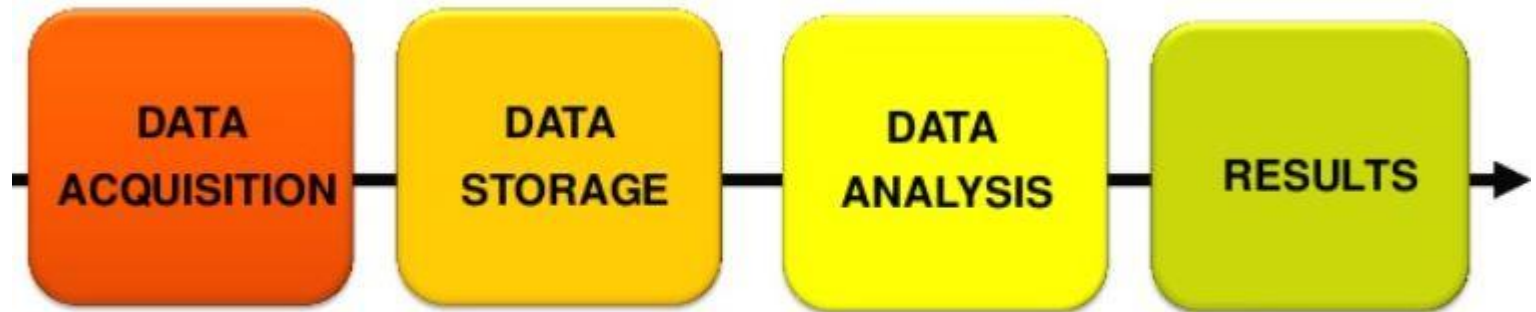 DATA
ACQUISITION
DATA
STORAGE
DATA
ANALYSIS
RESULTS